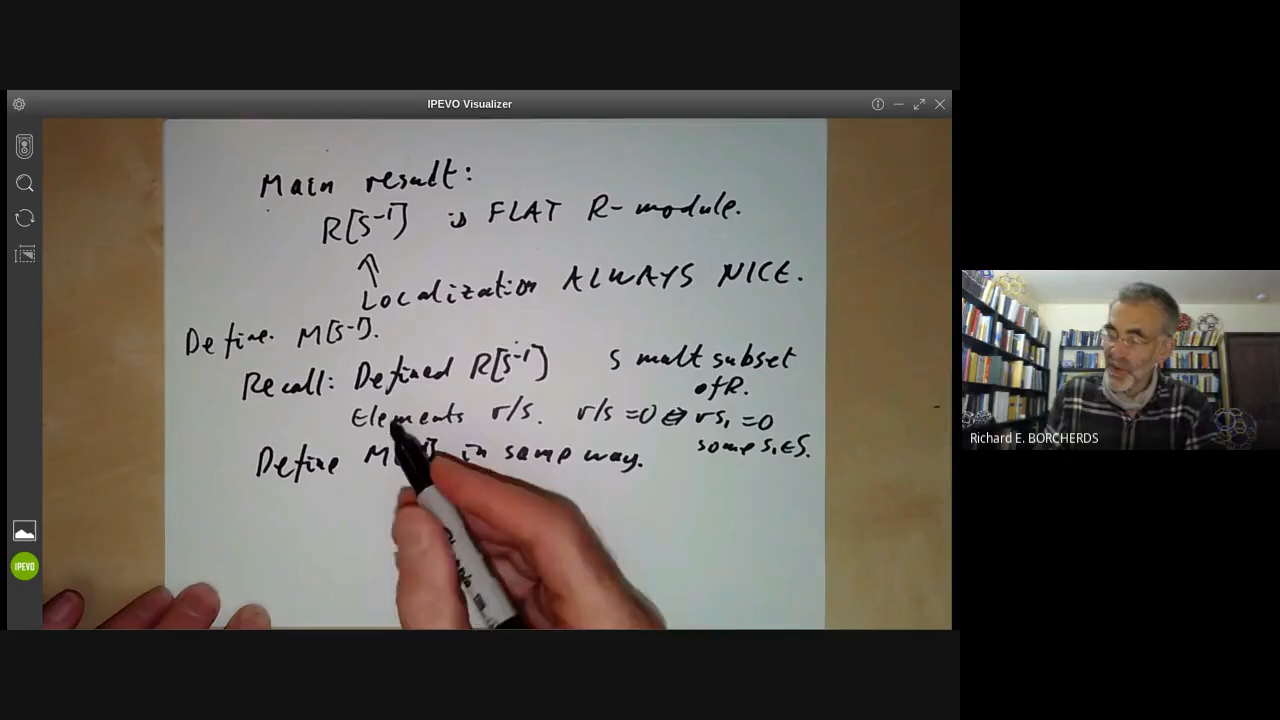 IPEVO Visualizer
Main result:
R[S⁻¹] is FLAT R-module.
↑
Localization ALWAYS NICE.
Define M[S⁻¹].
Recall: Defined R[S⁻¹] S mult subset
of R.
Elements r/s. r/s =0 ⇔ rs₁ =0
some s₁∈S.
Define M in same way.
IPEVO
Richard E. BORCHERDS